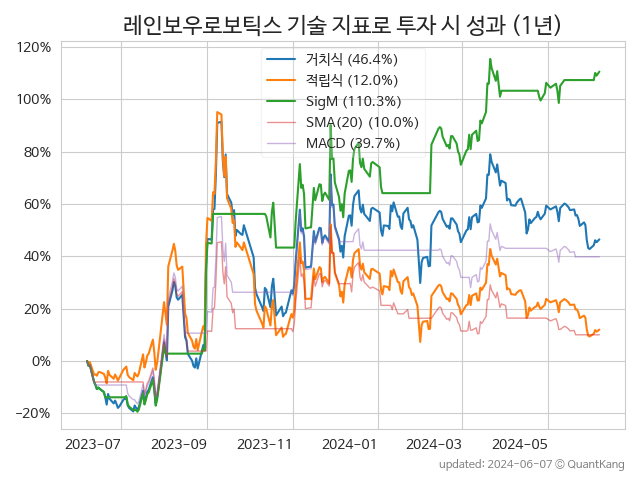 레인보우로보틱스 기술 지표로 투자 시 성과 (1년)
거치식 (46.4%)
적립식 (12.0%)
SigM (110.3%)
SMA(20) (10.0%)
MACD (39.7%)
120%
100%
80%
60%
40%
20%
0%
−20%
2023−07 2023−09 2023−11 2024−01 2024−03 2024−05
updated: 2024-06-07 © QuantKang